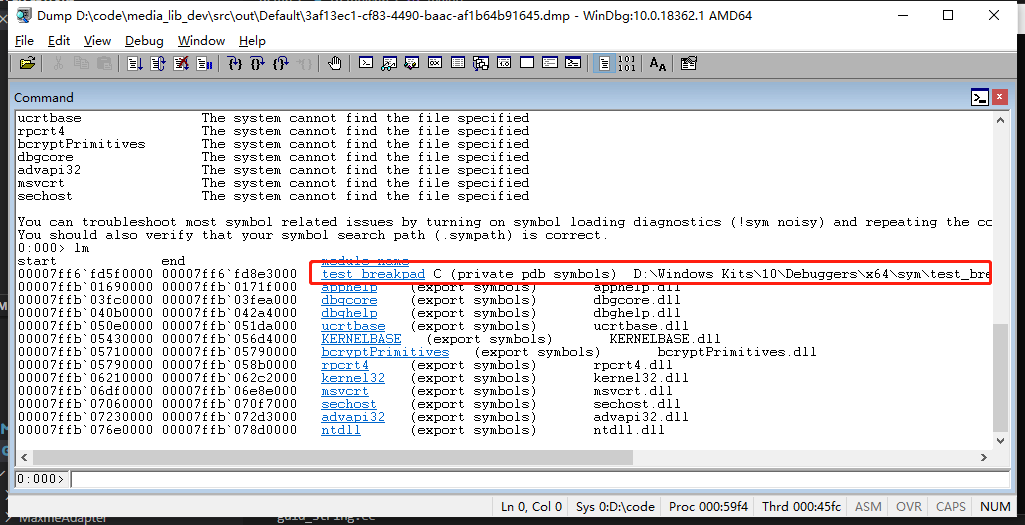 Dump D:\code\media_lib_dev\src\out\Default\3af13ec1-cf83-4490-baac-af1b64b91645.dmp - WinDbg:10.0.18362.1 AMD64
File Edit View Debug Window Help
Command
ucrtbase The system cannot find the file specified
rpcrt4 The system cannot find the file specified
bcryptPrimitives The system cannot find the file specified
dbgcore The system cannot find the file specified
advapi32 The system cannot find the file specified
msvcrt The system cannot find the file specified
sechost The system cannot find the file specified
You can troubleshoot most symbol related issues by turning on symbol loading diagnostics (!sym noisy) and repeating the co
You should also verify that your symbol search path (.sympath) is correct.
0:000> lm
start end module name
00007ff6`fd5f0000 00007ff6`fd8e3000 test_breakpad C (private pdb symbols) D:\Windows Kits\10\Debuggers\x64\sym\test_bre
00007ffb`01690000 00007ffb`0171f000 apphelp (export symbols) apphelp.dll
00007ffb`03fc0000 00007ffb`03fea000 dbgcore (export symbols) dbgcore.dll
00007ffb`040b0000 00007ffb`042a4000 dbghelp (export symbols) dbghelp.dll
00007ffb`050e0000 00007ffb`051da000 ucrtbase (export symbols) ucrtbase.dll
00007ffb`05430000 00007ffb`056d4000 KERNELBASE (export symbols) KERNELBASE.dll
00007ffb`05710000 00007ffb`05790000 bcryptPrimitives (export symbols) bcryptPrimitives.dll
00007ffb`05790000 00007ffb`058b0000 rpcrt4 (export symbols) rpcrt4.dll
00007ffb`06210000 00007ffb`062c2000 kernel32 (export symbols) kernel32.dll
00007ffb`06df0000 00007ffb`06e8e000 msvcrt (export symbols) msvcrt.dll
00007ffb`07060000 00007ffb`070f7000 sechost (export symbols) sechost.dll
00007ffb`07230000 00007ffb`072d3000 advapi32 (export symbols) advapi32.dll
00007ffb`076e0000 00007ffb`078d0000 ntdll (export symbols) ntdll.dll
0:000>
Ln 0, Col 0 Sys 0:D:\code Proc 000:59f4 Thrd 000:45fc ASM OVR CAPS NUM
MaxmeAdapter guid_string.cc